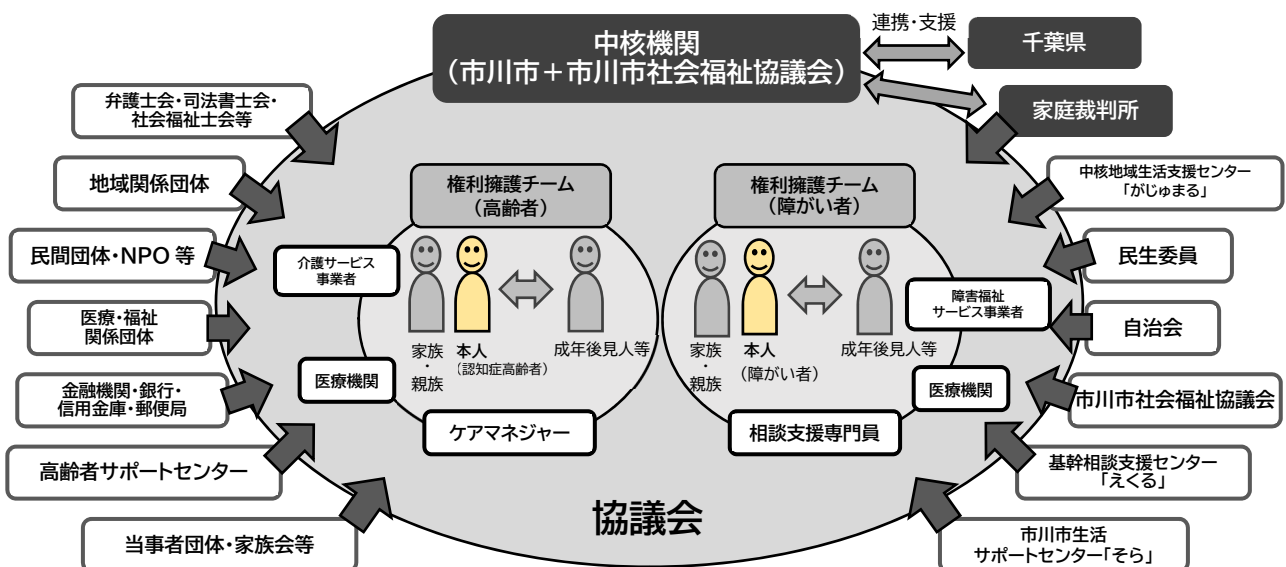 中核機関
（市川市＋市川市社会福祉協議会）
連携・支援
千葉県
家庭裁判所
弁護士会・司法書士会・
社会福祉士会等
地域関係団体
民間団体・NPO 等
医療・福祉
関係団体
金融機関・銀行・
信用金庫・郵便局
高齢者サポートセンター
当事者団体・家族会等
権利擁護チーム
（高齢者）
介護サービス
事業者
医療機関
ケアマネジャー
家族
・
親族
本人
（認知症高齢者）
成年後見人等
権利擁護チーム
（障がい者）
家族
・
親族
本人
（障がい者）
成年後見人等
障害福祉
サービス事業者
医療機関
相談支援専門員
中核地域生活支援センター
「がじゅまる」
民生委員
自治会
市川市社会福祉協議会
基幹相談支援センター
「えくる」
市川市生活
サポートセンター「そら」
協議会